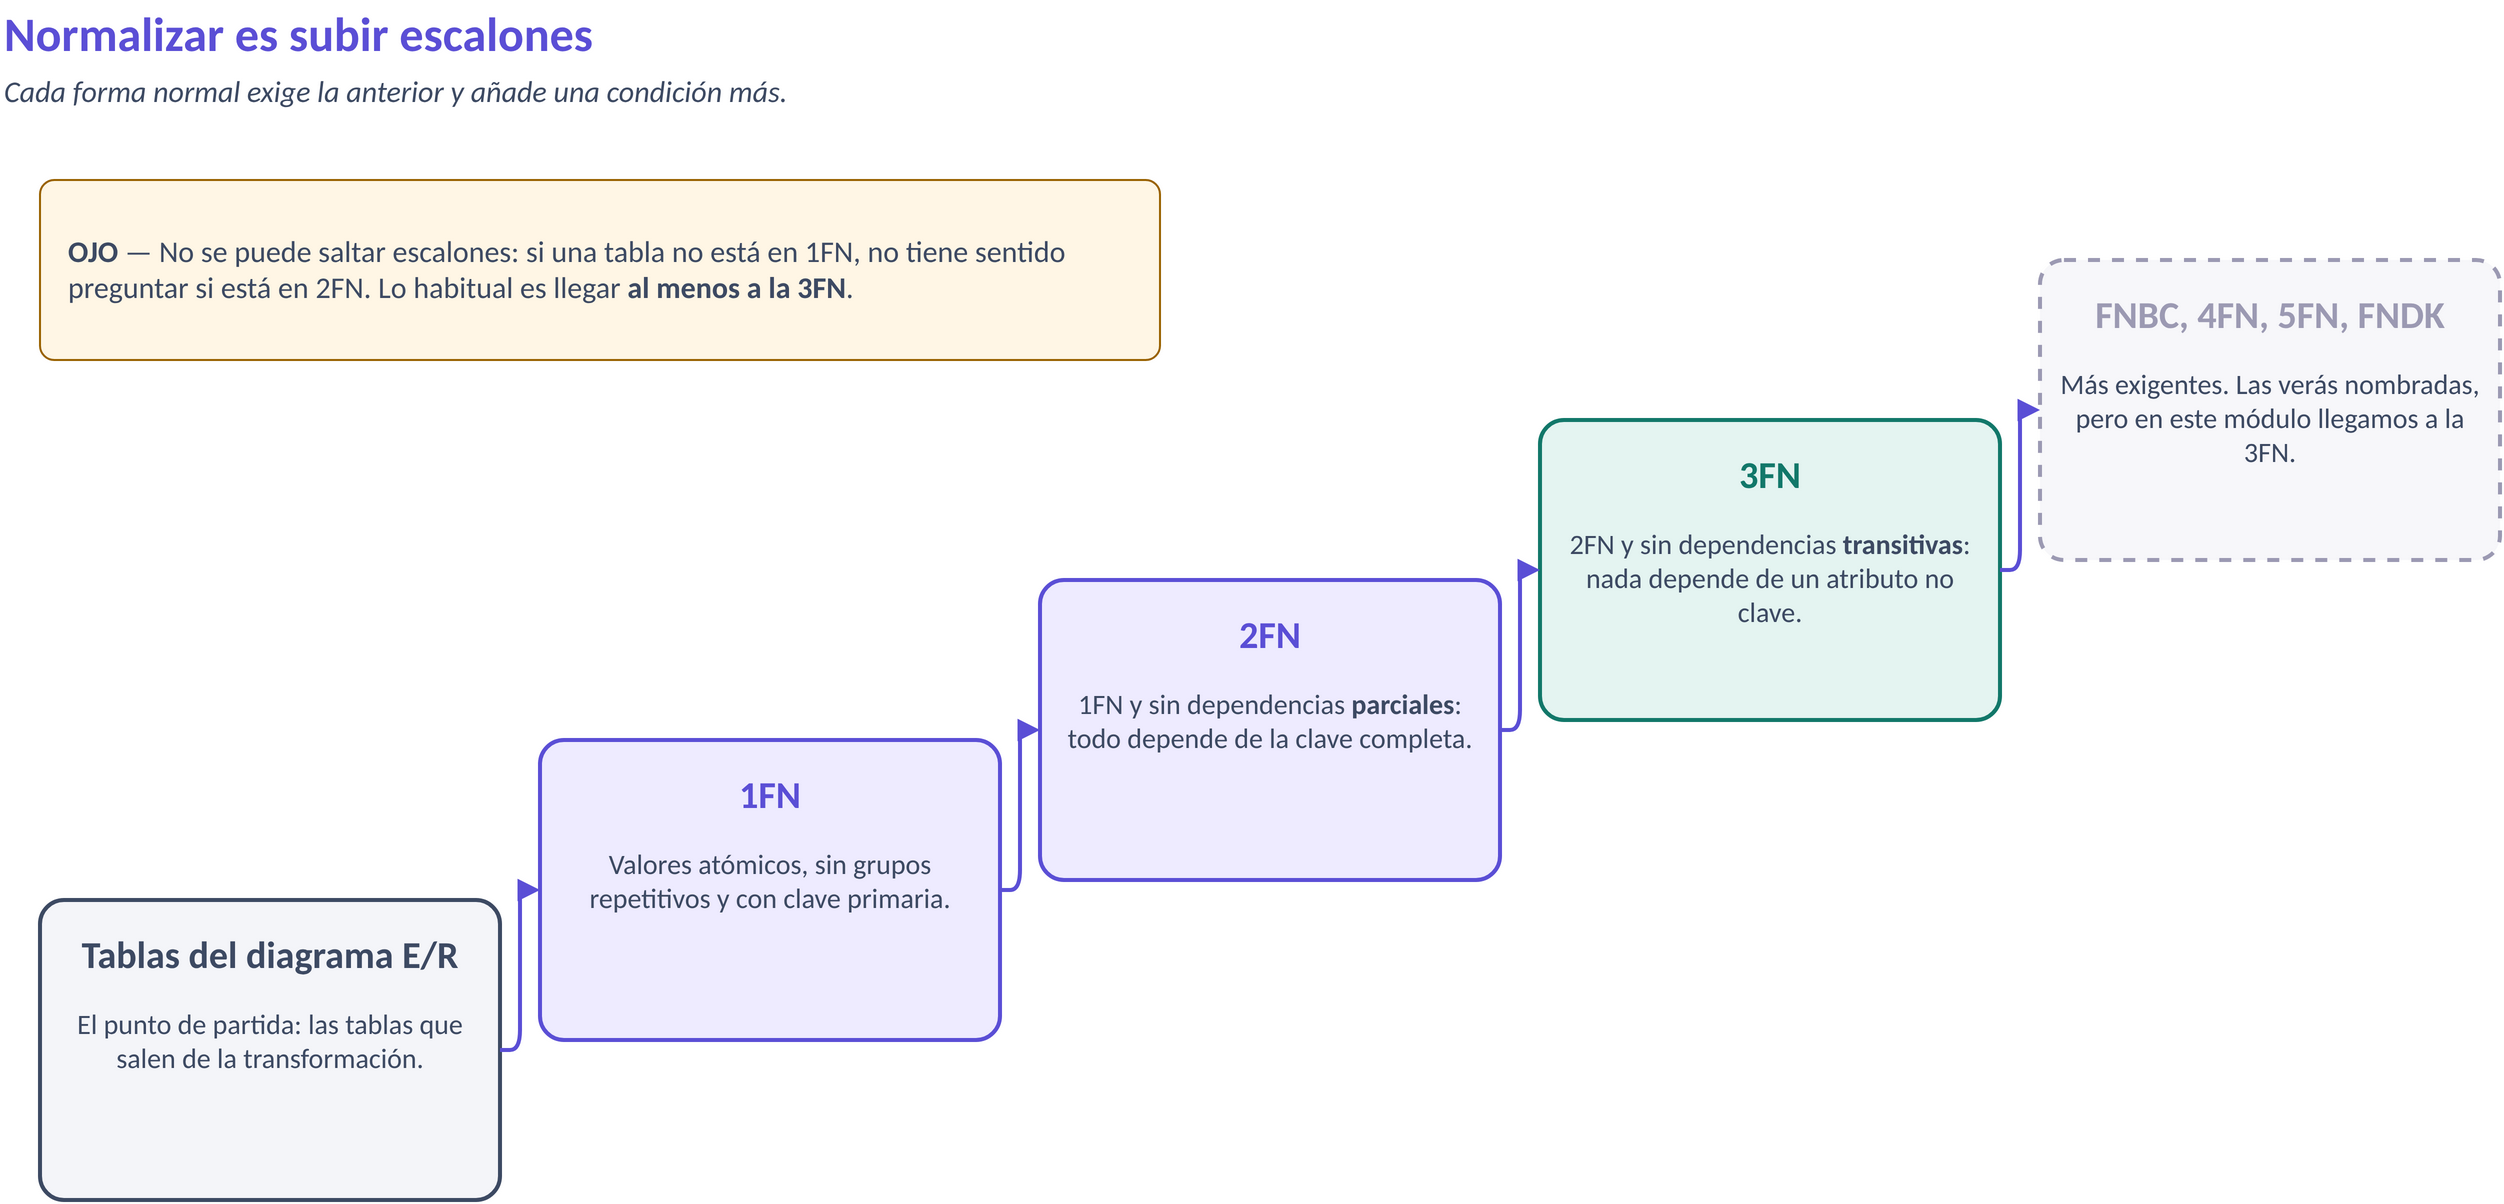 Normalizar es subir escalones
Cada forma normal exige la anterior y añade una condición más.
OJO — No se puede saltar escalones: si una tabla no está en 1FN, no tiene sentido
preguntar si está en 2FN. Lo habitual es llegar al menos a la 3FN.
FNBC, 4FN, 5FN, FNDK
Más exigentes. Las verás nombradas,
pero en este módulo llegamos a la
3FN.
3FN
2FN y sin dependencias transitivas:
nada depende de un atributo no
clave.
2FN
1FN y sin dependencias parciales:
todo depende de la clave completa.
1FN
Valores atómicos, sin grupos
repetitivos y con clave primaria.
Tablas del diagrama E/R
El punto de partida: las tablas que
salen de la transformación.